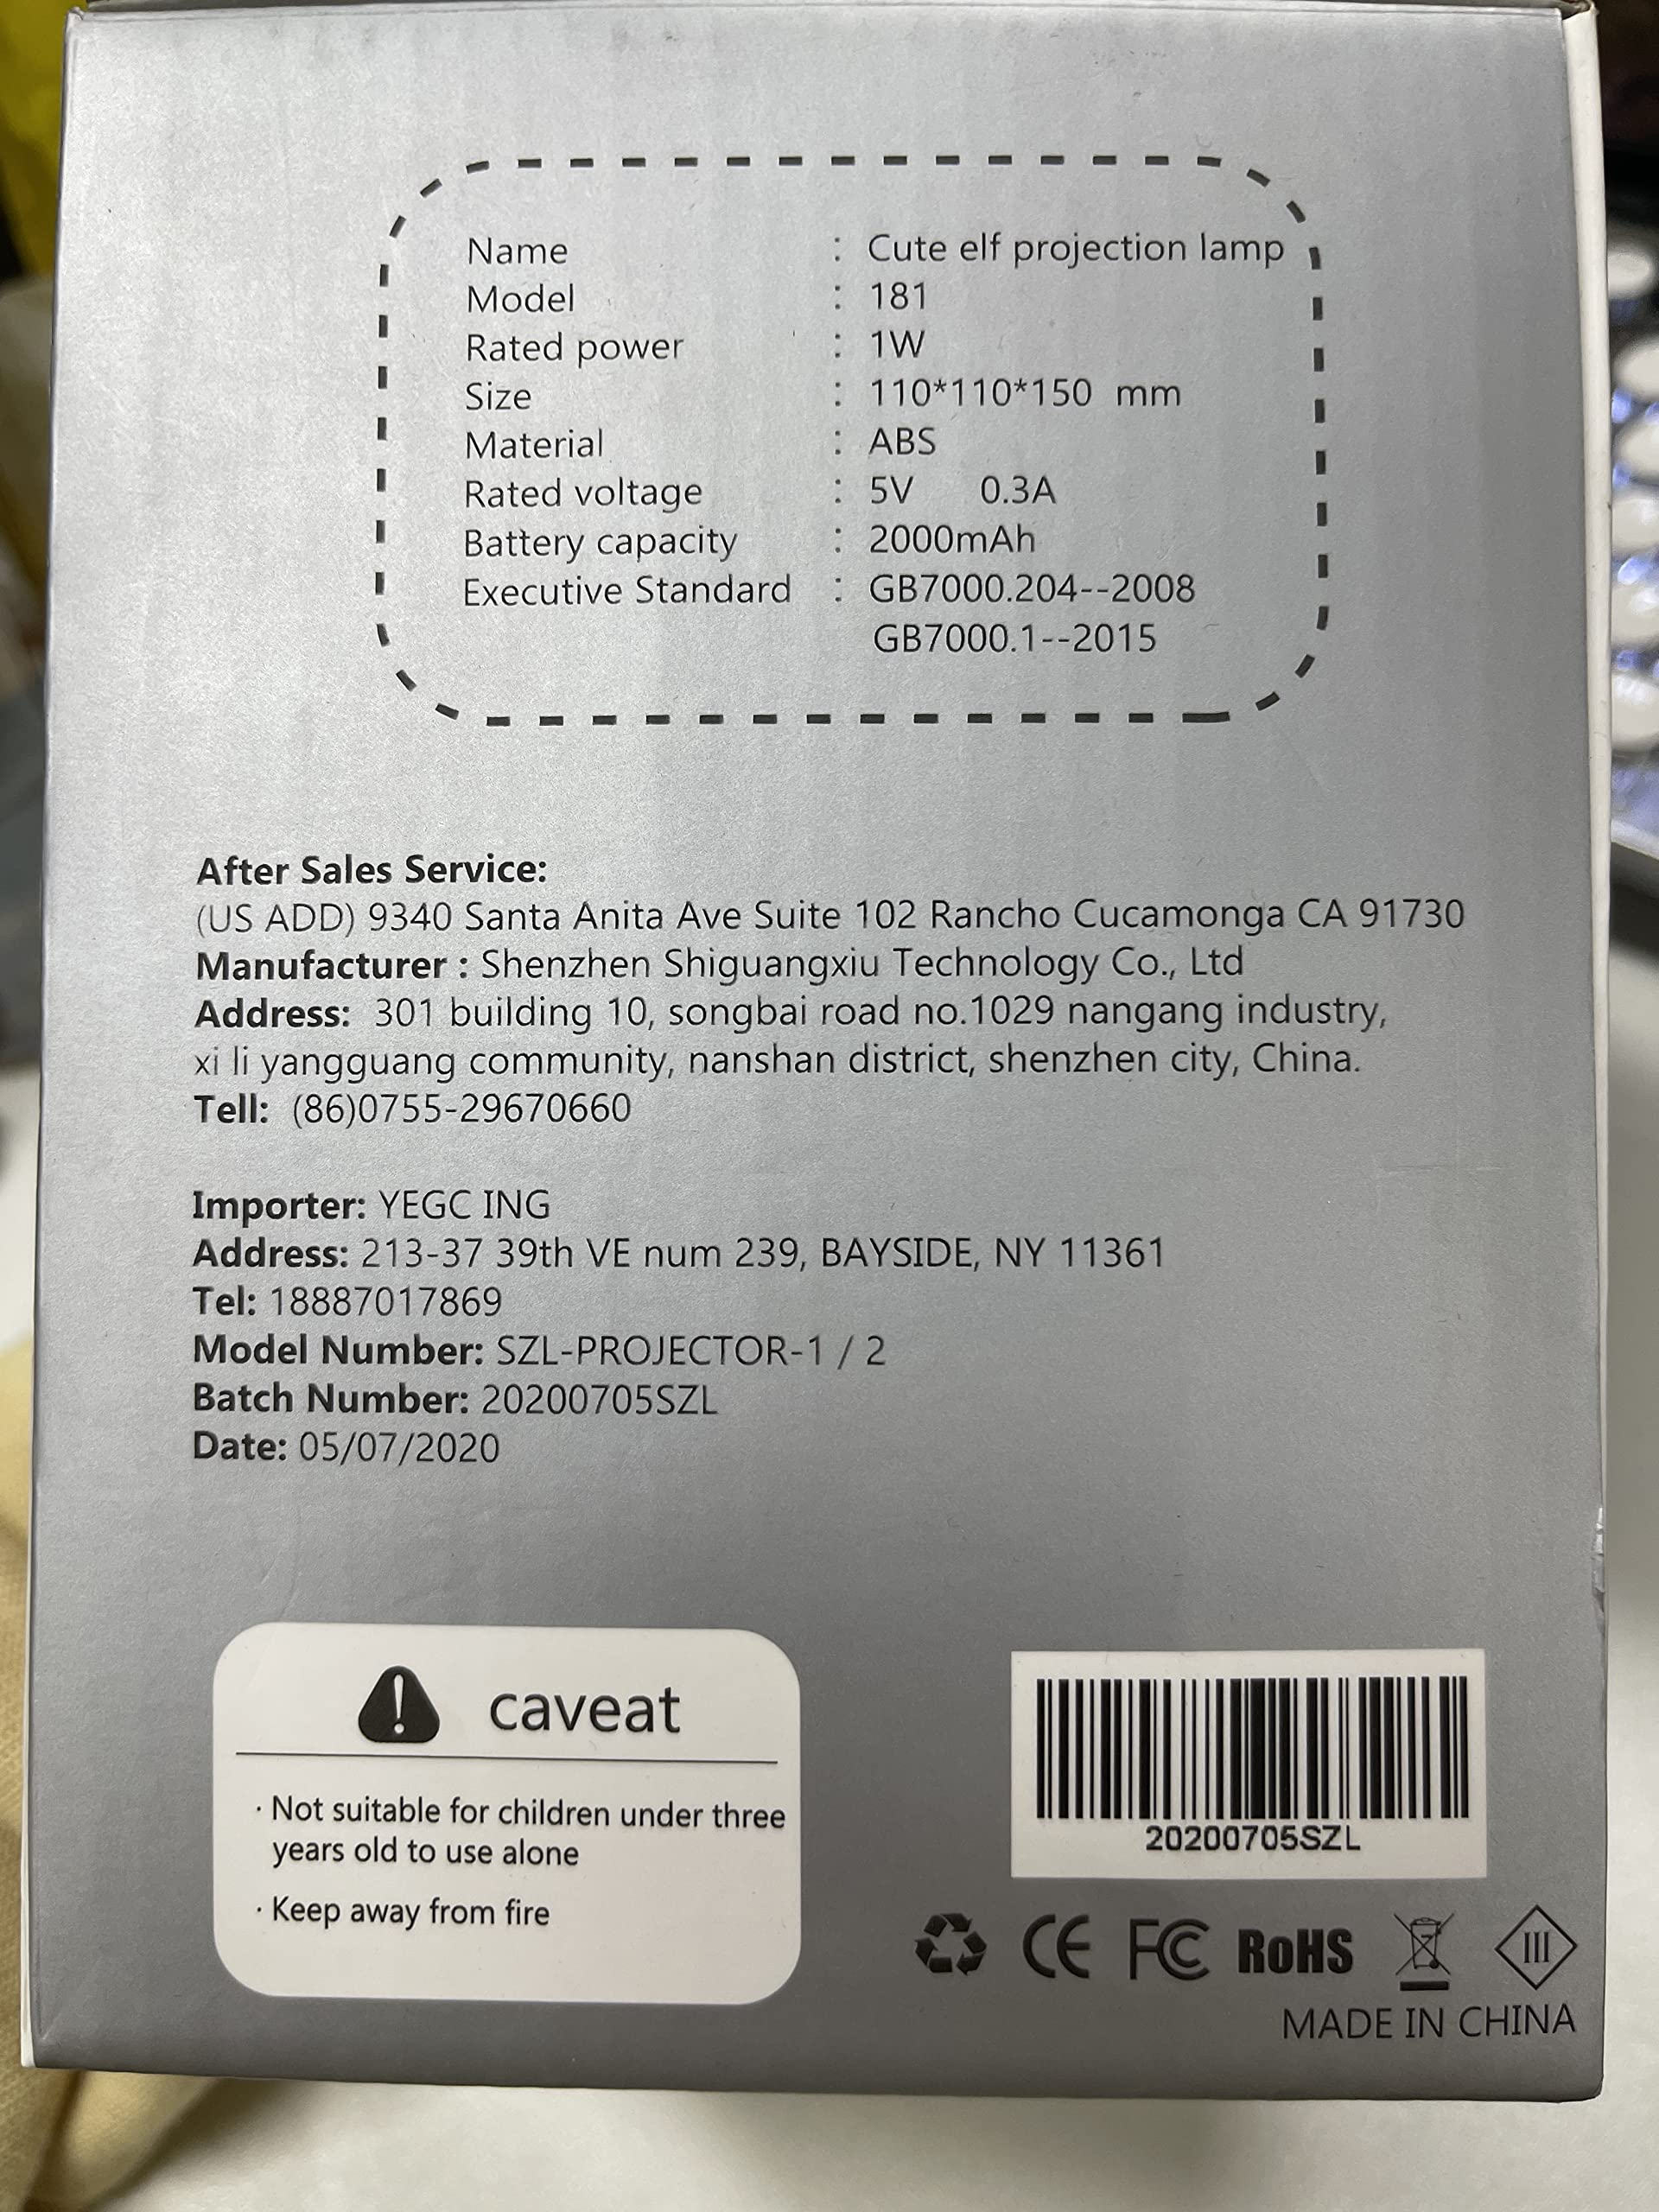 Name : Cute elf projection lamp
Model : 181
Rated power : 1W
Size : 110*110*150 mm
Material : ABS
Rated voltage : 5V 0.3A
Battery capacity : 2000mAh
Executive Standard : GB7000.204--2008
GB7000.1--2015
After Sales Service:
(US ADD) 9340 Santa Anita Ave Suite 102 Rancho Cucamonga CA 91730
Manufacturer : Shenzhen Shiguangxiu Technology Co., Ltd
Address: 301 building 10, songbai road no.1029 nangang industry,
xi li yangguang community, nanshan district, shenzhen city, China.
Tell: (86)0755-29670660
Importer: YEGC ING
Address: 213-37 39th VE num 239, BAYSIDE, NY 11361
Tel: 18887017869
Model Number: SZL-PROJECTOR-1 / 2
Batch Number: 20200705SZL
Date: 05/07/2020
! caveat
· Not suitable for children under three
years old to use alone
· Keep away from fire
20200705SZL
CE FC RoHS III
MADE IN CHINA